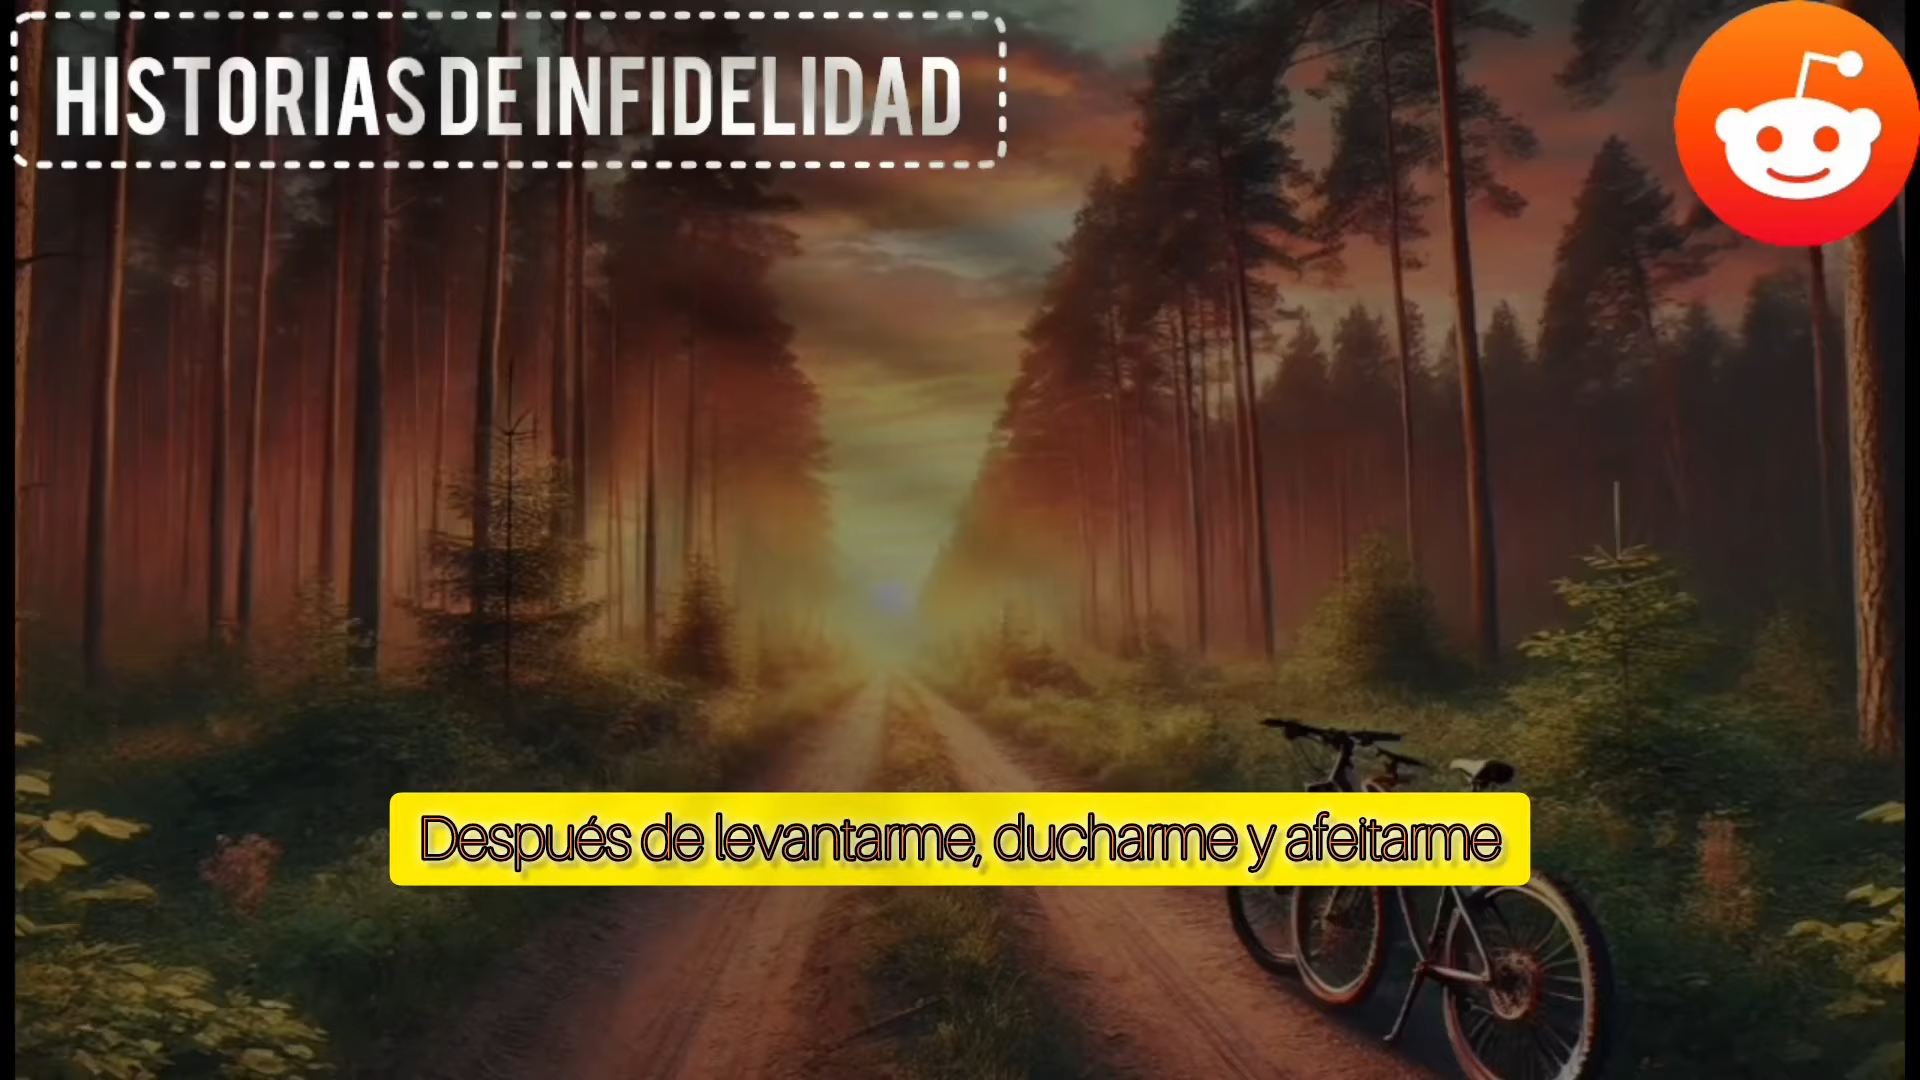 HISTORIAS DE INFIDELIDAD
Después de levantarme, ducharme y afeitarme